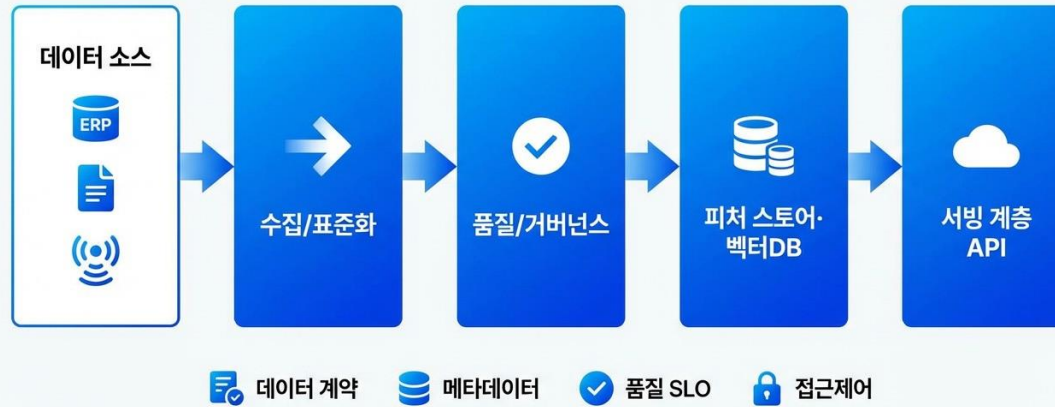 데이터 소스
ERP
수집/표준화
품질/거버넌스
피처 스토어·
벡터DB
서빙 계층
API
데이터 계약
메타데이터
품질 SLO
접근제어